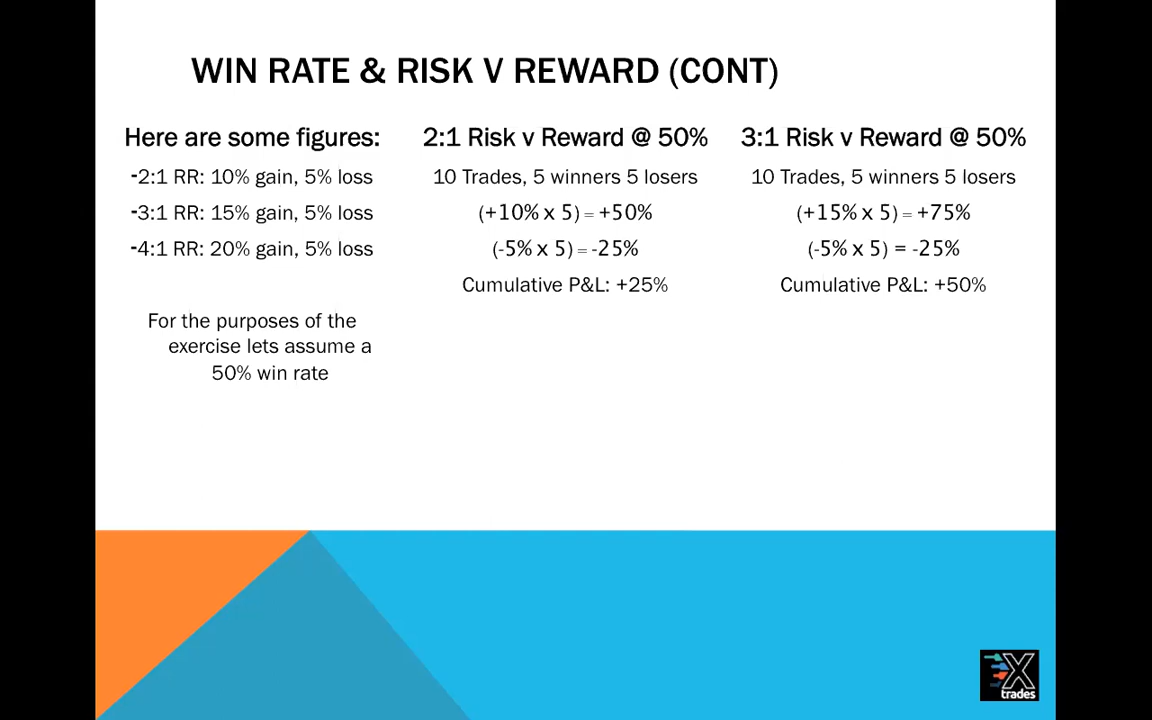 WIN RATE & RISK V REWARD (CONT)
Here are some figures:
-2:1 RR: 10% gain, 5% loss
-3:1 RR: 15% gain, 5% loss
-4:1 RR: 20% gain, 5% loss
For the purposes of the
exercise lets assume a
50% win rate
2:1 Risk v Reward @ 50%
10 Trades, 5 winners 5 losers
(+10% x 5) = +50%
(-5% x 5) = -25%
Cumulative P&L: +25%
3:1 Risk v Reward @ 50%
10 Trades, 5 winners 5 losers
(+15% x 5) = +75%
(-5% x 5) = -25%
Cumulative P&L: +50%
X
trades